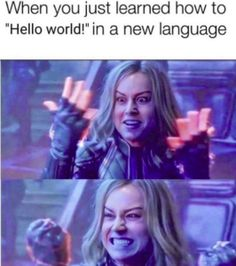 When you just learned how to
"Hello world!" in a new language